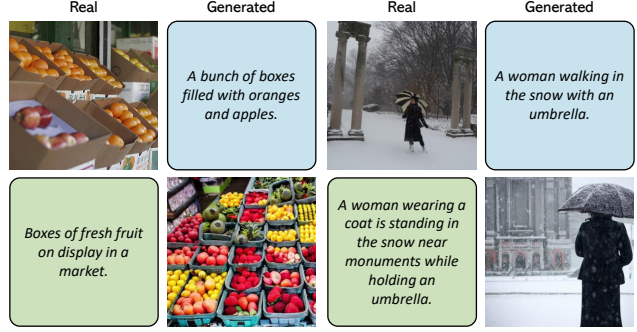 Real Generated Real Generated
A bunch of boxes
filled with oranges
and apples.
A woman walking in
the snow with an
umbrella.
Boxes of fresh fruit
on display in a
market.
A woman wearing a
coat is standing in
the snow near
monuments while
holding an
umbrella.